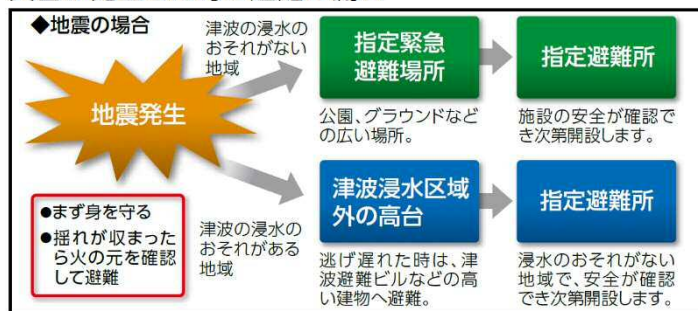 ◆地震の場合
津波の浸水の
おそれがない
地域
地震発生
指定緊急
避難場所
公園、グラウンドなど
の広い場所。
指定避難所
施設の安全が確認で
き次第開設します。
●まず身を守る
●揺れが収まった
ら火の元を確認
して避難
津波の浸水の
おそれがある
地域
津波浸水区域
外の高台
逃げ遅れた時は、津
波避難ビルなどの高
い建物へ避難。
指定避難所
浸水のおそれがない
地域で、安全が確認
でき次第開設します。